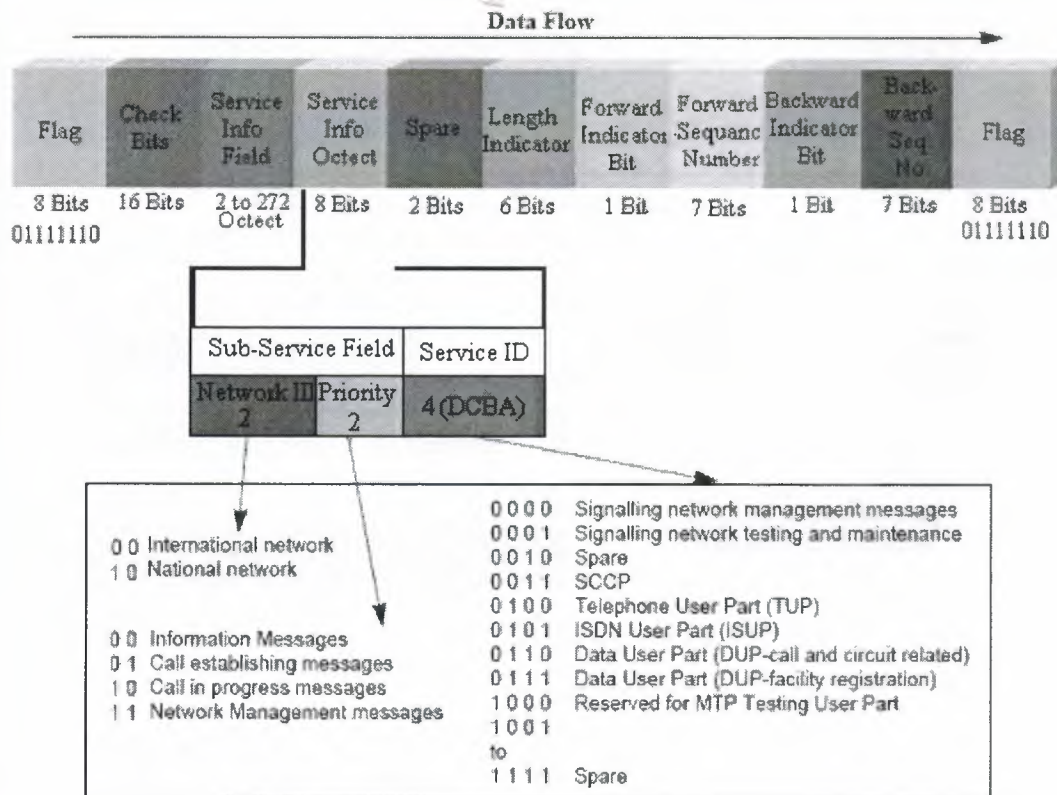 Data Flow
Flag
Check Bits
Service Info Field
Service Info Octect
Spare
Length Indicator
Forward Indicator Bit
Forward Sequanc Number
Backward Indicator Bit
Back-ward Seq No
Flag
8 Bits
01111110
16 Bits
2 to 272 Octect
8 Bits
2 Bits
6 Bits
1 Bit
7 Bits
1 Bit
7 Bits
8 Bits
01111110
Sub-Service Field
Service ID
Network ID
2
Priority
2
4 (DCBA)
0 0 International network
1 0 National network
0 0 Information Messages
0 1 Call establishing messages
1 0 Call in progress messages
1 1 Network Management messages
0 0 0 0 Signalling network management messages
0 0 0 1 Signalling network testing and maintenance
0 0 1 0 Spare
0 0 1 1 SCCP
0 1 0 0 Telephone User Part (TUP)
0 1 0 1 ISDN User Part (ISUP)
0 1 1 0 Data User Part (DUP-call and circuit related)
0 1 1 1 Data User Part (DUP-facility registration)
1 0 0 0 Reserved for MTP Testing User Part
1 0 0 1
to
1 1 1 1 Spare